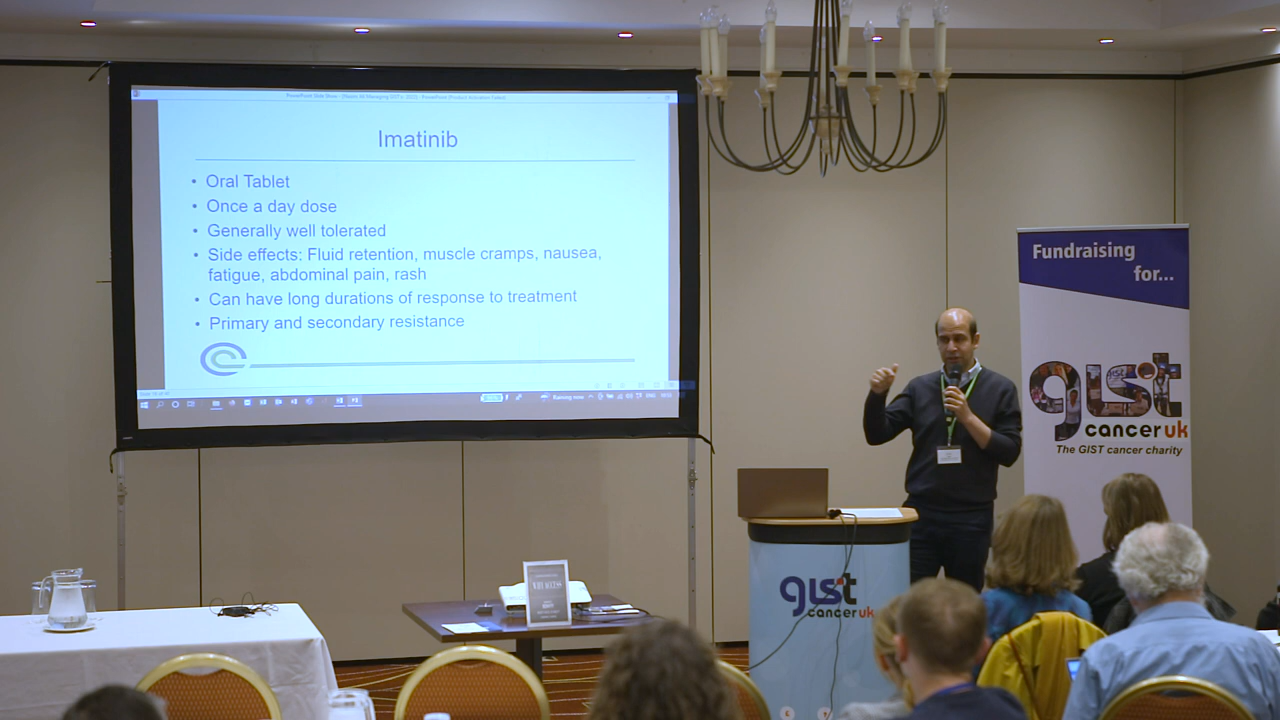 Imatinib
• Oral Tablet
• Once a day dose
• Generally well tolerated
• Side effects: Fluid retention, muscle cramps, nausea,
fatigue, abdominal pain, rash
• Can have long durations of response to treatment
• Primary and secondary resistance
Raining now
Fundraising
for...
gist
cancer uk
The GIST cancer charity
gist
cancer uk